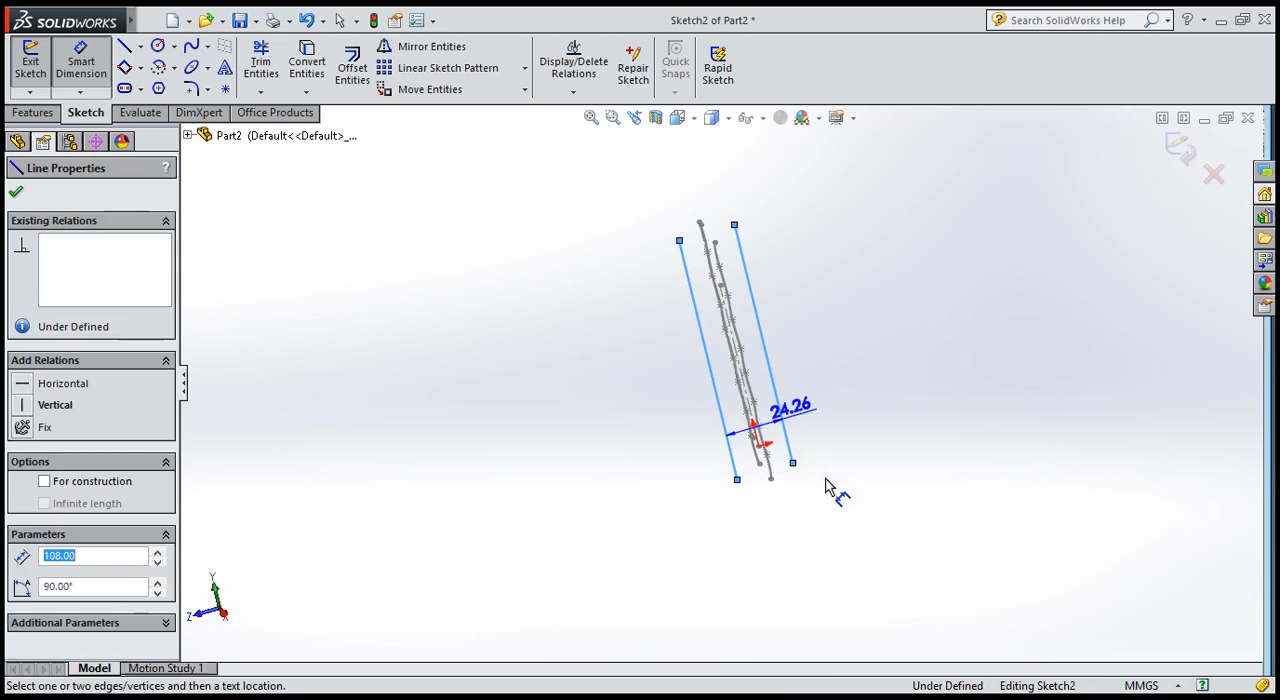 SOLIDWORKS
Sketch2 of Part2 *
Search SolidWorks Help
Exit Sketch
Smart Dimension
Trim Entities
Convert Entities
Offset Entities
Mirror Entities
Linear Sketch Pattern
Move Entities
Display/Delete Relations
Repair Sketch
Quick Snaps
Rapid Sketch
Features
Sketch
Evaluate
DimXpert
Office Products
Part2 (Default<<Default>_...
Line Properties
?
Existing Relations
Under Defined
Add Relations
Horizontal
Vertical
Fix
Options
For construction
Infinite length
Parameters
108.00
90.00°
Additional Parameters
24.26
Y
Z
X
Model
Motion Study 1
Select one or two edges/vertices and then a text location.
Under Defined
Editing Sketch2
MMGS